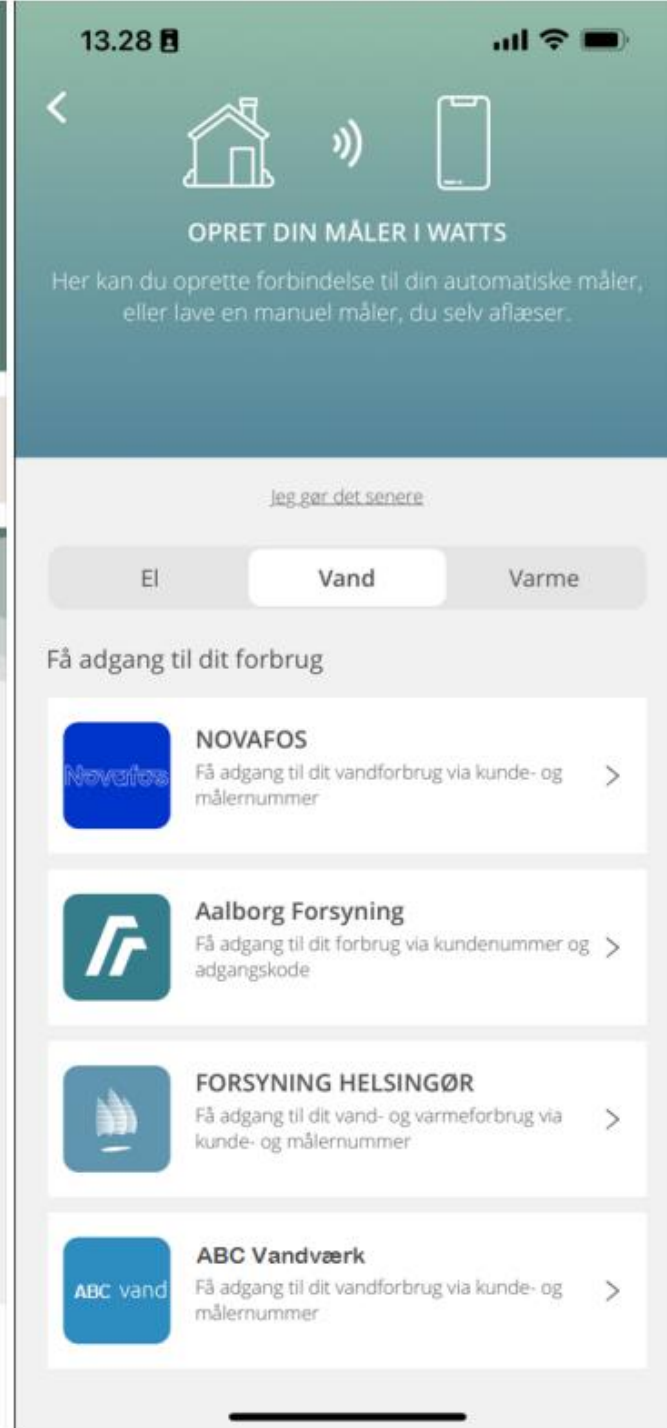 13.28
OPRET DIN MÅLER I WATTS
Her kan du oprette forbindelse til din automatiske måler,
eller lave en manuel måler, du selv aflæser.
Jeg gør det senere
El Vand Varme
Få adgang til dit forbrug
Novafos
NOVAFOS
Få adgang til dit vandforbrug via kunde- og
målernummer
Aalborg Forsyning
Få adgang til dit forbrug via kundenummer og
adgangskode
FORSYNING HELSINGØR
Få adgang til dit vand- og varmeforbrug via
kunde- og målernummer
ABC vand
ABC Vandværk
Få adgang til dit vandforbrug via kunde- og
målernummer